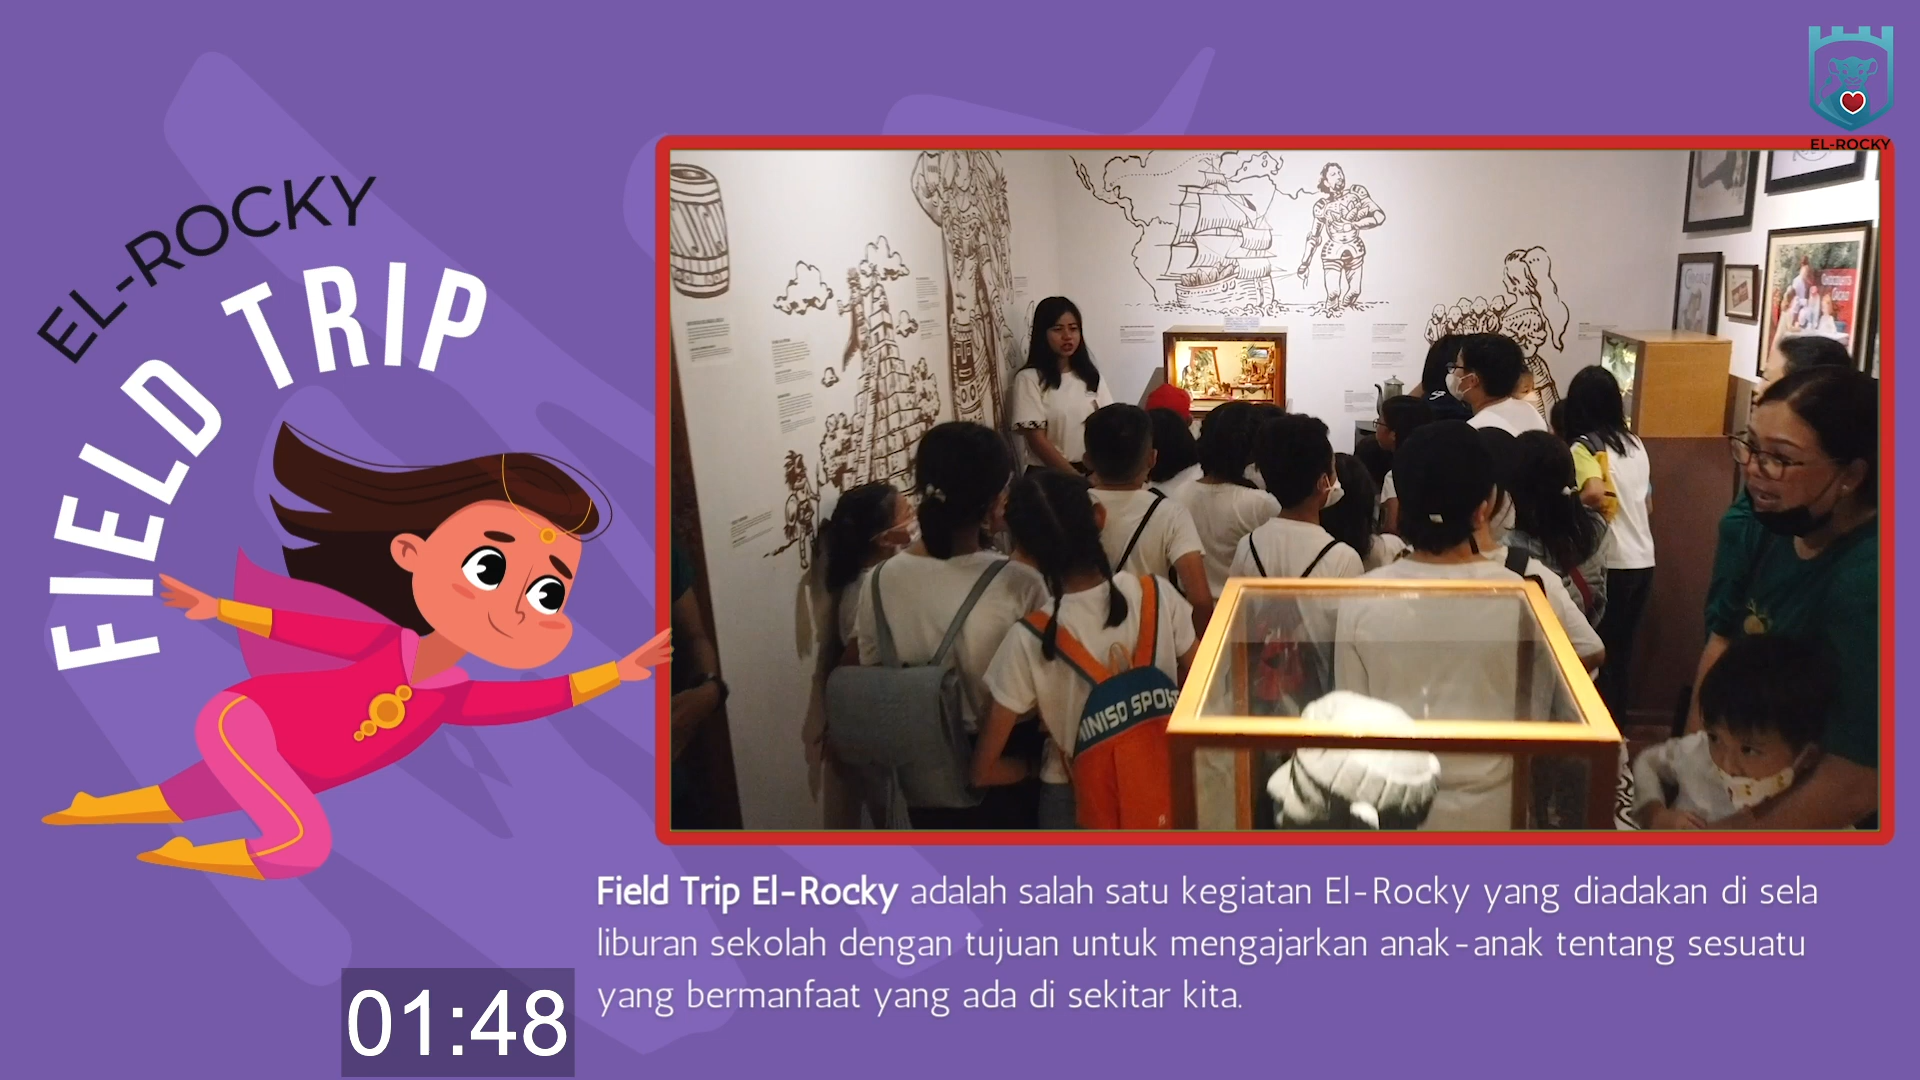 EL-ROCKY
EL-ROCKY
FIELD TRIP
MINISO SPORT
Field Trip El-Rocky adalah salah satu kegiatan El-Rocky yang diadakan di sela
liburan sekolah dengan tujuan untuk mengajarkan anak-anak tentang sesuatu
yang bermanfaat yang ada di sekitar kita.
01:48